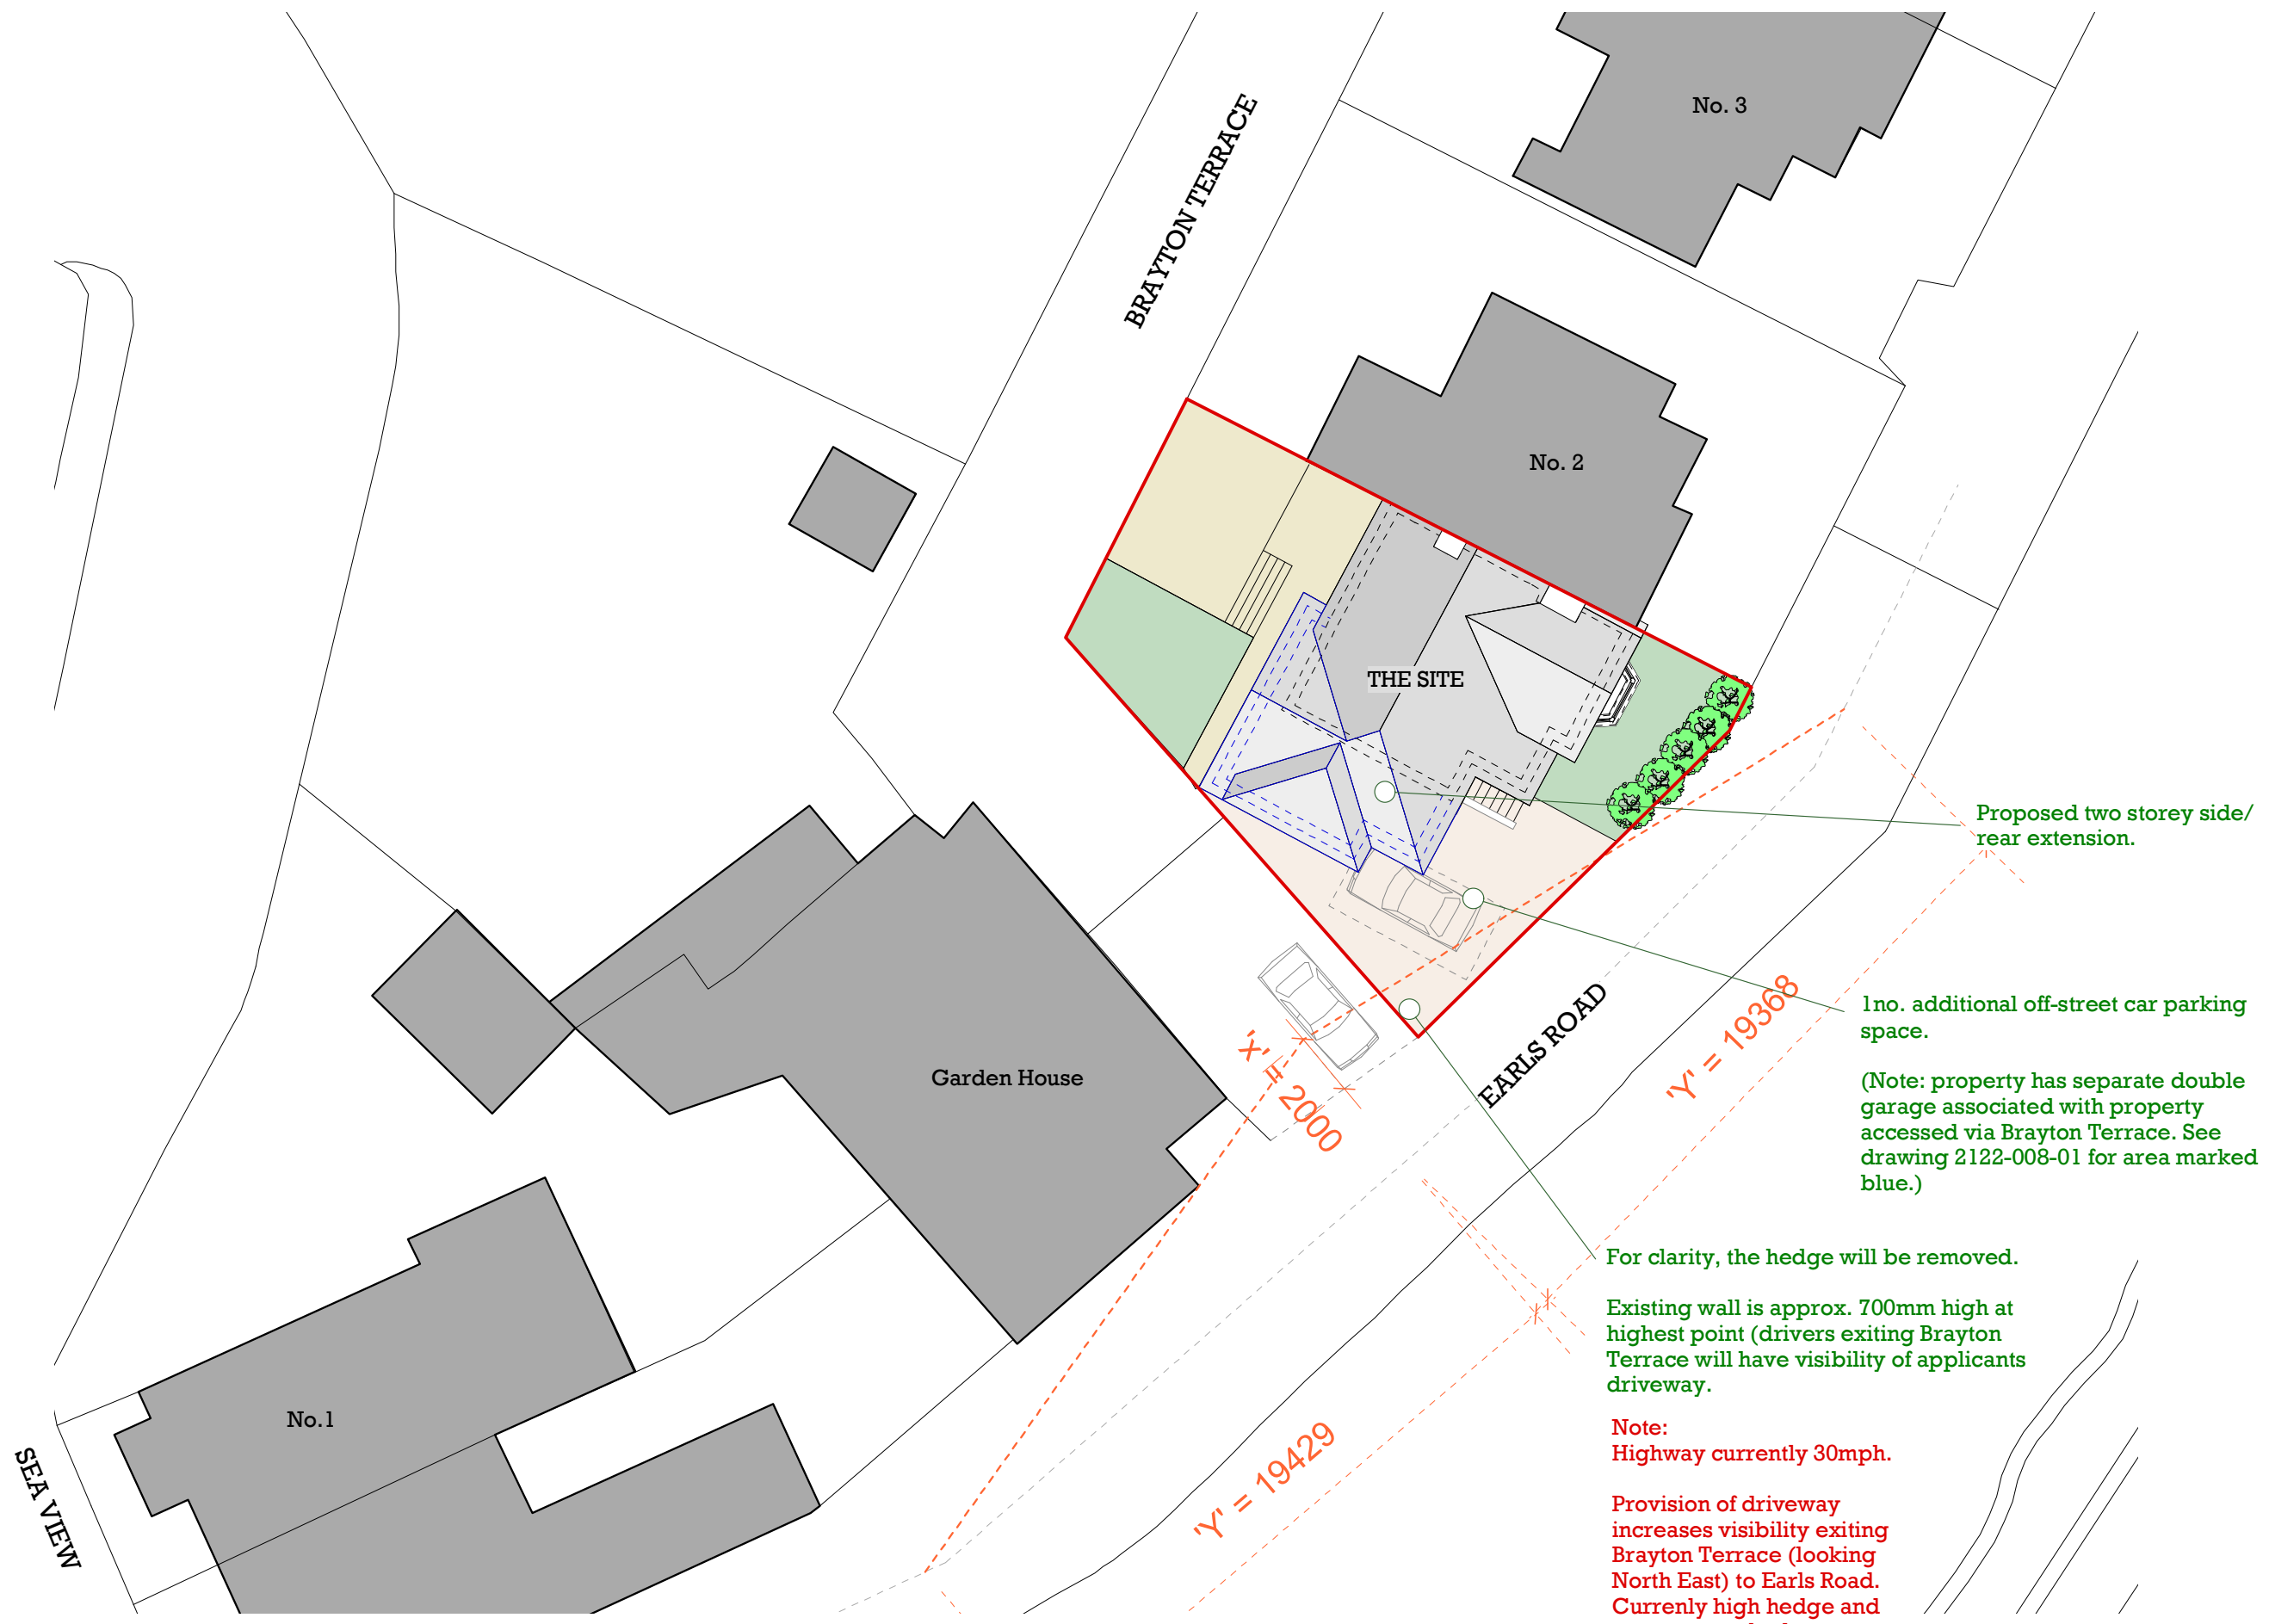 No. 3
BRAYTON TERRACE
No. 2
THE SITE
Proposed two storey side/
rear extension.
1no. additional off-street car parking
space.
(Note: property has separate double
garage associated with property
accessed via Brayton Terrace. See
drawing 2122-008-01 for area marked
blue.)
'Y' = 19368
EARLS ROAD
'x' = 2000
Garden House
For clarity, the hedge will be removed.
Existing wall is approx. 700mm high at
highest point (drivers exiting Brayton
Terrace will have visibility of applicants
driveway.
No.1
SEA VIEW
'Y' = 19429
Note:
Highway currently 30mph.
Provision of driveway
increases visibility exiting
Brayton Terrace (looking
North East) to Earls Road.
Currenly high hedge and